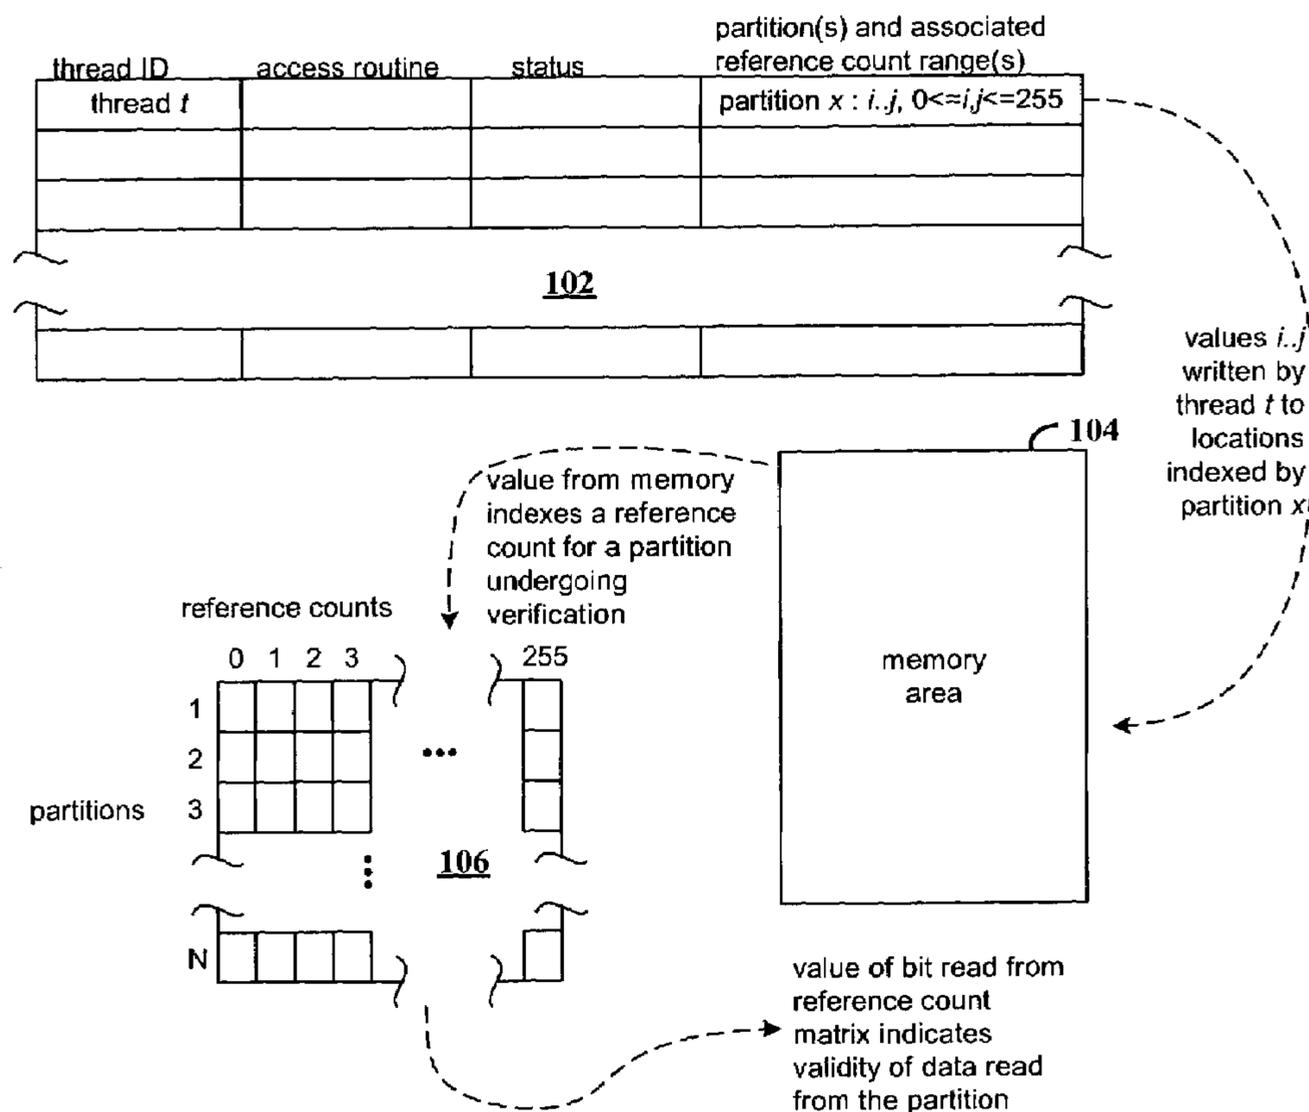 partition(s) and associated
reference count range(s)
thread ID access routine status
thread t partition x : i..j, 0<=i,j<=255
102
values i..j
written by
thread t to
locations
indexed by
partition x
104
value from memory
indexes a reference
count for a partition
undergoing
verification
memory
area
reference counts
0 1 2 3 255
1
2
3
partitions
106
N
value of bit read from
reference count
matrix indicates
validity of data read
from the partition